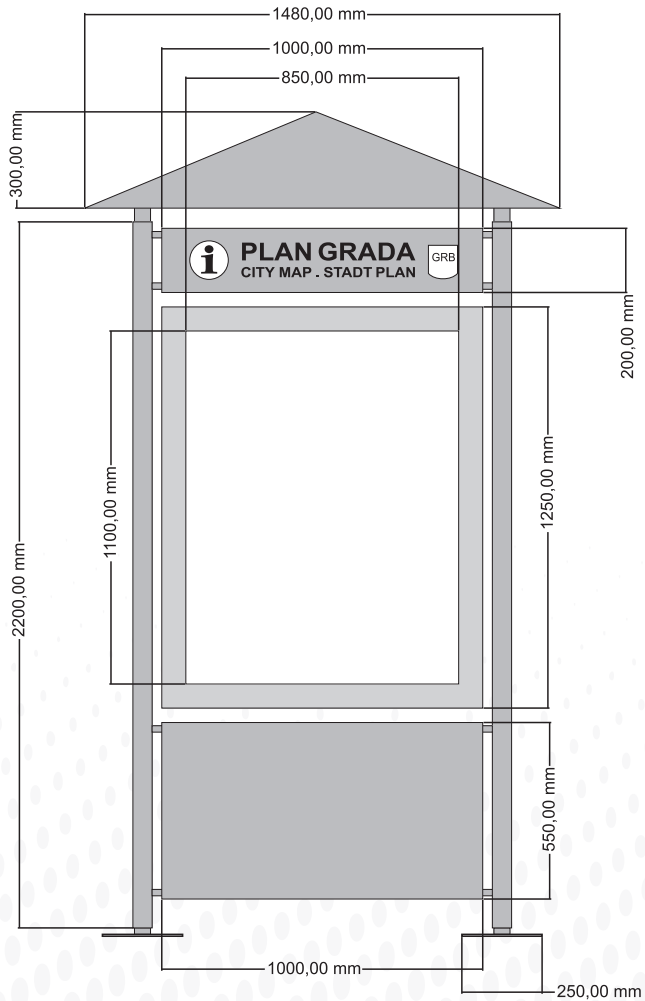 1480,00 mm
1000,00 mm
850,00 mm
300,00 mm
i PLAN GRADA
CITY MAP . STADT PLAN
GRB
200,00 mm
1100,00 mm
1250,00 mm
2200,00 mm
550,00 mm
1000,00 mm
250,00 mm